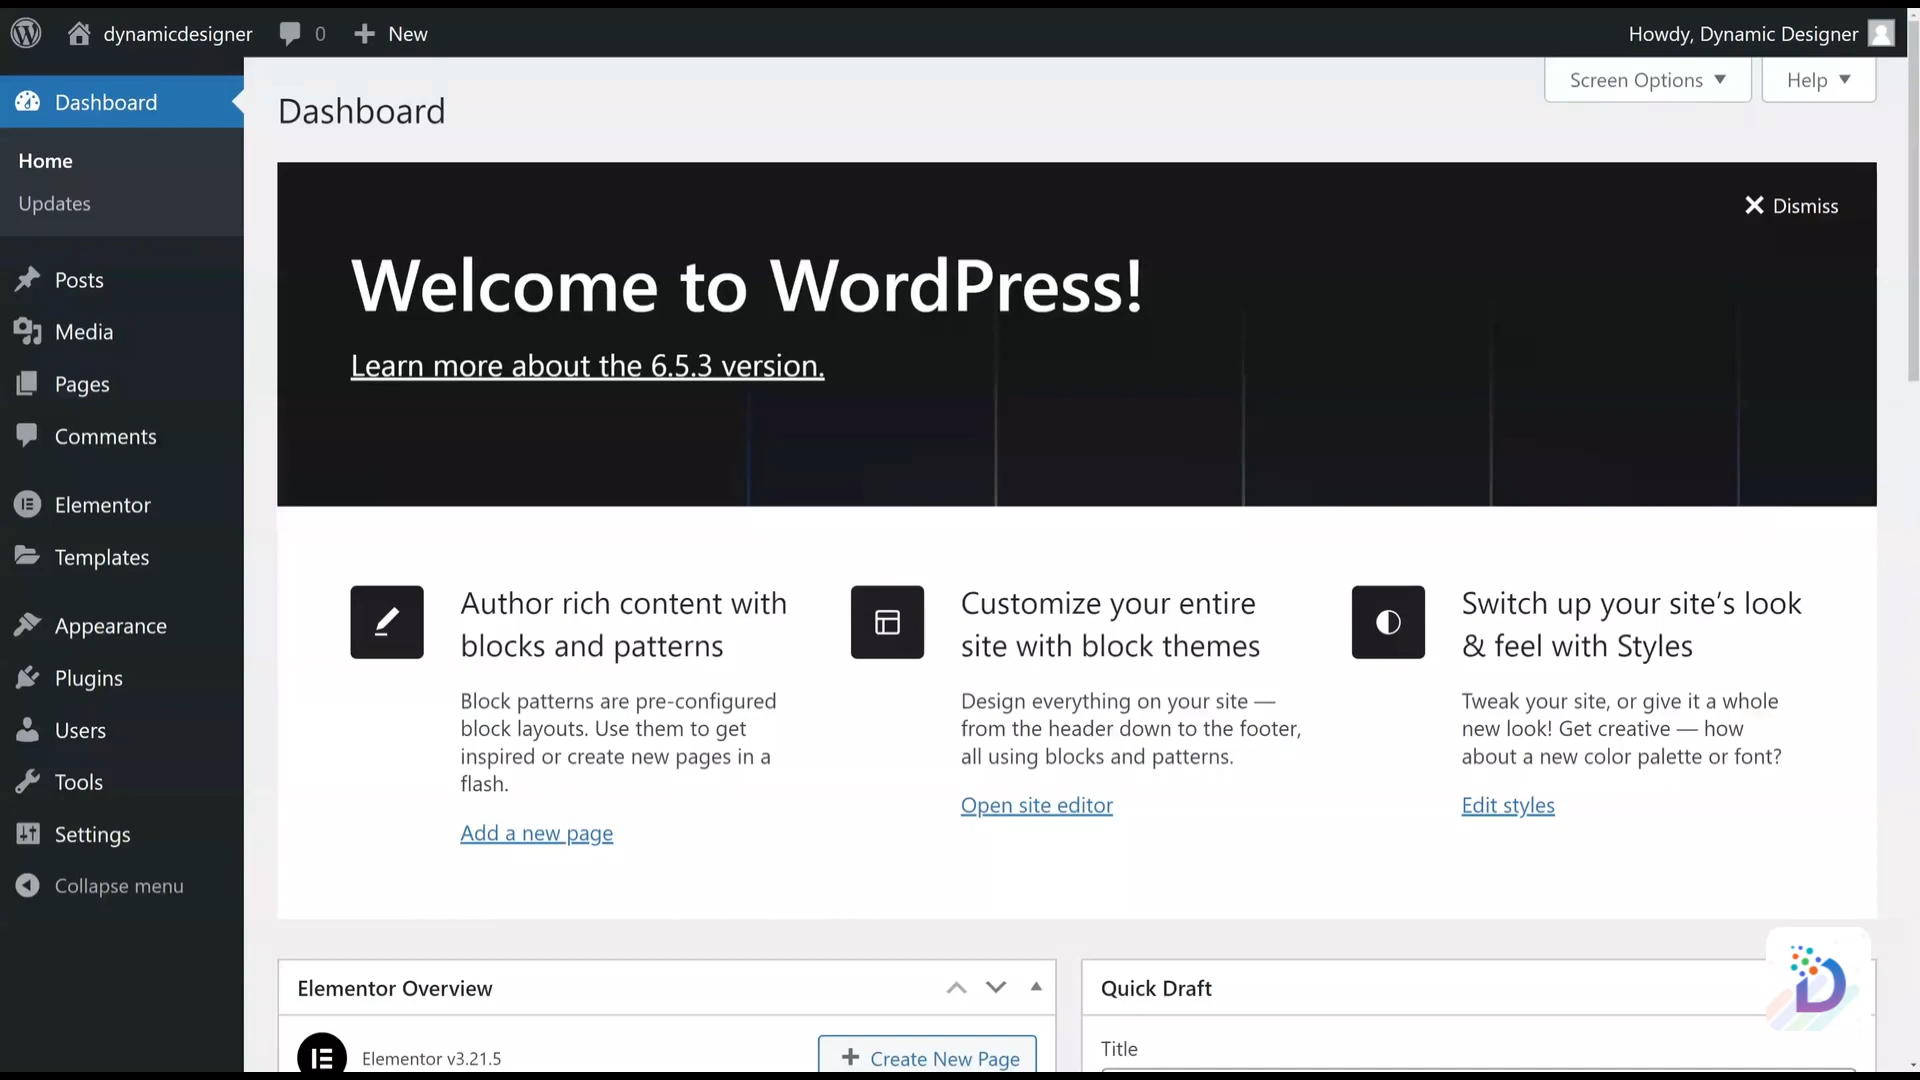 dynamicdesigner
0
New
Howdy, Dynamic Designer
Dashboard
Home
Updates
Posts
Media
Pages
Comments
Elementor
Templates
Appearance
Plugins
Users
Tools
Settings
Collapse menu
Screen Options
Help
Dashboard
Dismiss
Welcome to WordPress!
Learn more about the 6.5.3 version.
Author rich content with
blocks and patterns
Block patterns are pre-configured
block layouts. Use them to get
inspired or create new pages in a
flash.
Add a new page
Customize your entire
site with block themes
Design everything on your site —
from the header down to the footer,
all using blocks and patterns.
Open site editor
Switch up your site’s look
& feel with Styles
Tweak your site, or give it a whole
new look! Get creative — how
about a new color palette or font?
Edit styles
Elementor Overview
Elementor v3.21.5
Create New Page
Quick Draft
Title